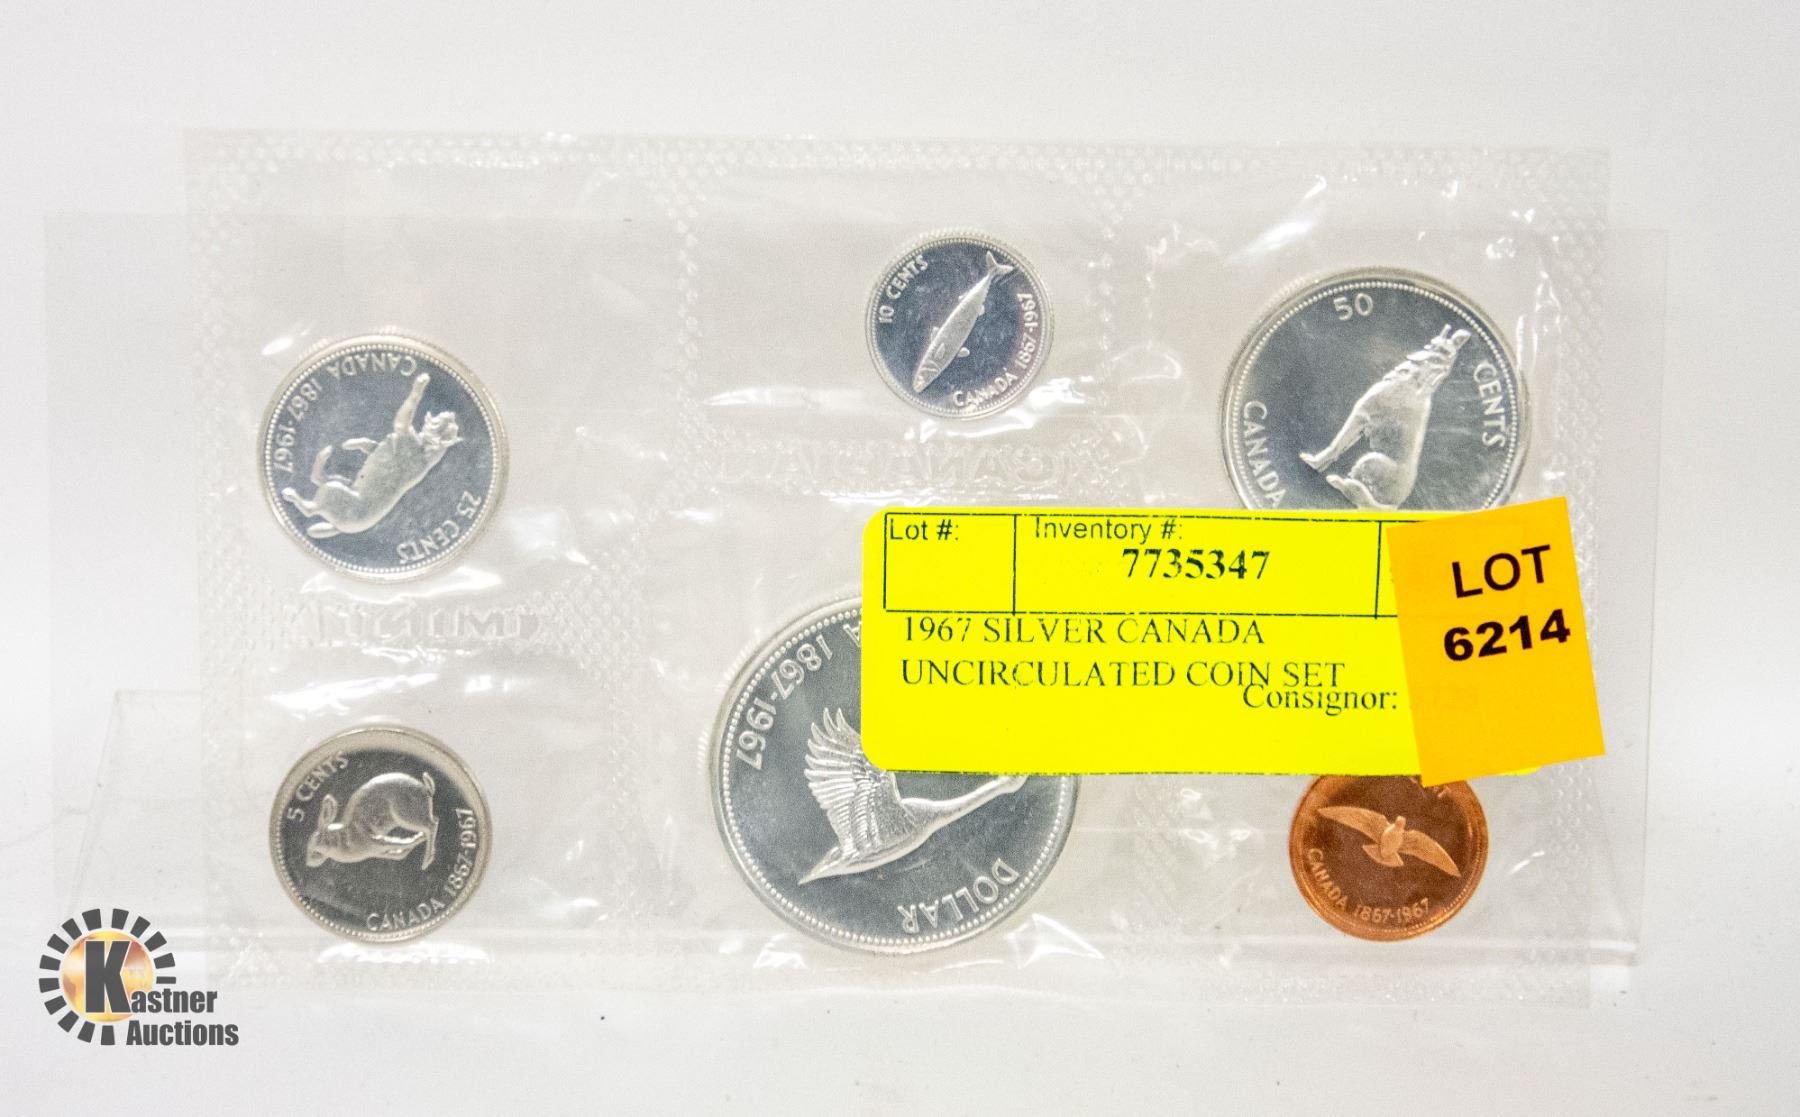 10 CENTS
CANADA 1867-1967
50 CENTS
CANADA
CANADA 1867-1967
25 CENTS
CANADIAN
Lot #:
Inventory #:
7735347
LOT
6214
1967 SILVER CANADA
UNCIRCULATED COIN SET
Consignor:
MINT
1867-1967
DOLLAR
5 CENTS
CANADA 1867-1967
CANADA 1867-1967
Kastner
Auctions